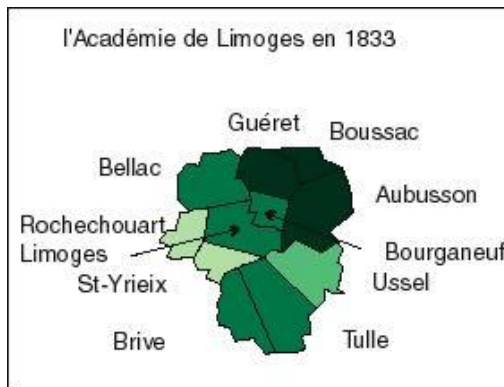 l'Académie de Limoges en 1833
Guéret
Boussac
Bellac
Aubusson
Rochechouart
Limoges
Bourganeuf
St-Yrieix
Ussel
Brive
Tulle